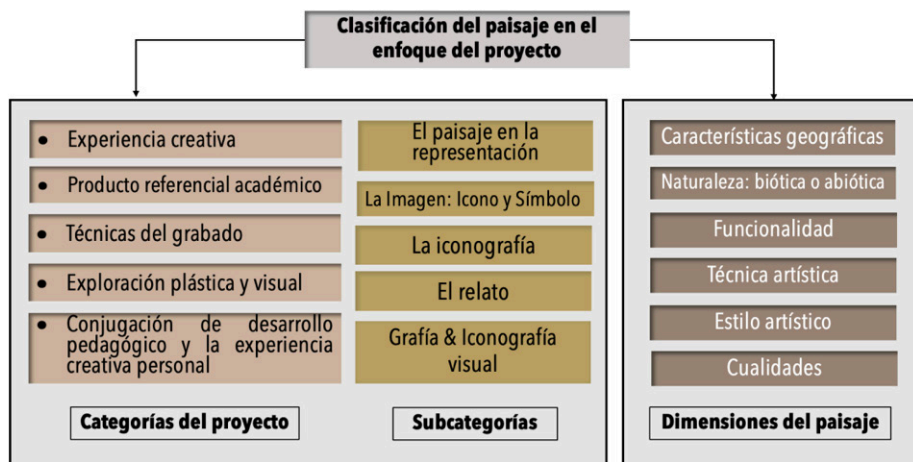 Clasificación del paisaje en el
enfoque del proyecto
• Experiencia creativa
• Producto referencial académico
• Técnicas del grabado
• Exploración plástica y visual
• Conjugación de desarrollo
pedagógico y la experiencia
creativa personal
Categorías del proyecto
El paisaje en la
representación
La Imagen: Icono y Símbolo
La iconografía
El relato
Grafía & Iconografía
visual
Subcategorías
Características geográficas
Naturaleza: biótica o abiótica
Funcionalidad
Técnica artística
Estilo artístico
Cualidades
Dimensiones del paisaje